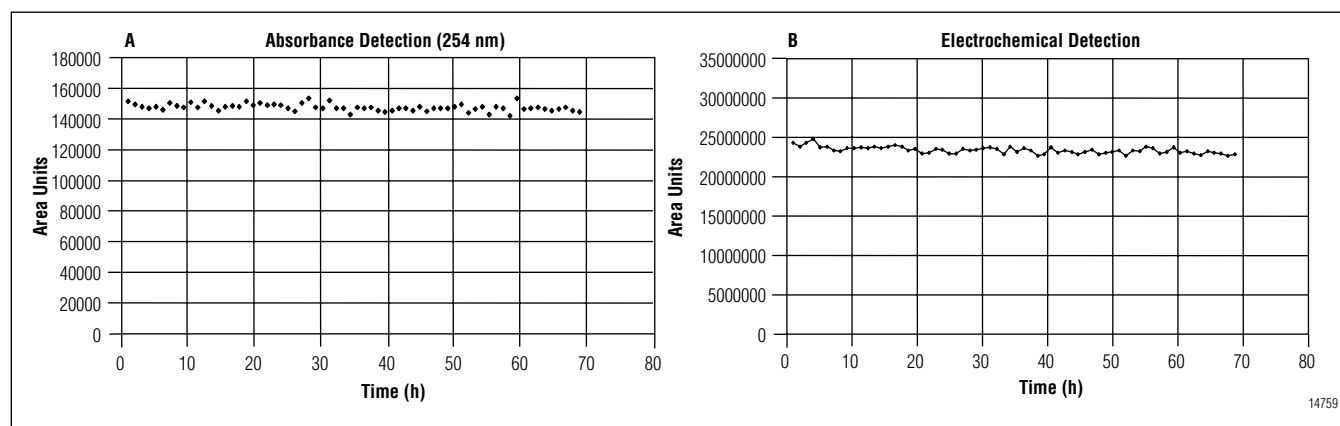 A Absorbance Detection (254 nm)
180000
160000
140000
120000
100000
80000
60000
40000
20000
0
Area Units
0 10 20 30 40 50 60 70 80
Time (h)
B Electrochemical Detection
35000000
30000000
25000000
20000000
15000000
10000000
5000000
0
Area Units
0 10 20 30 40 50 60 70 80
Time (h)
14759